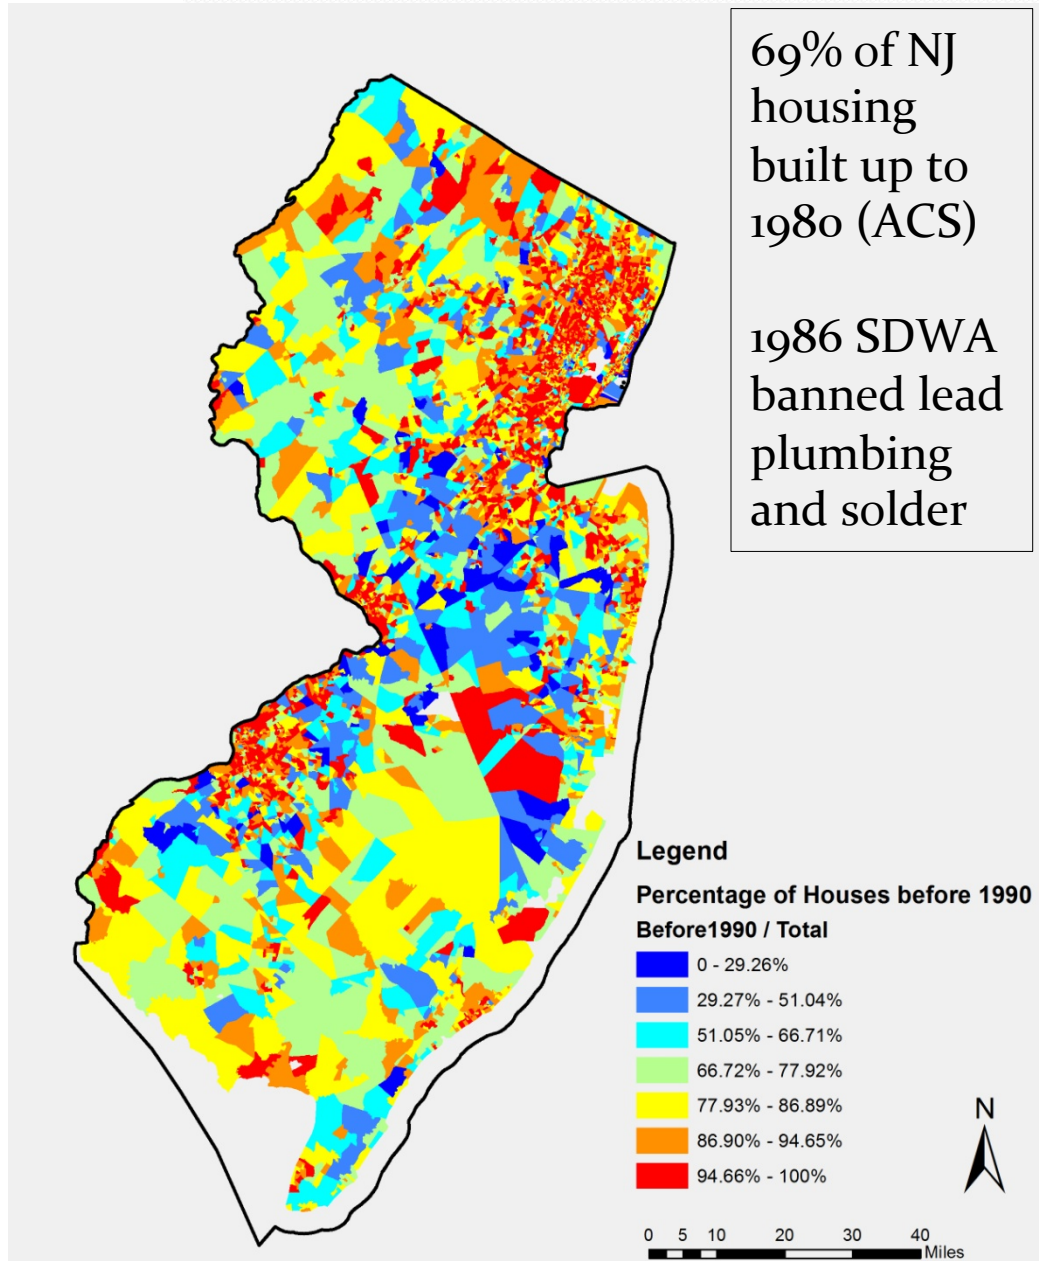 69% of NJ
housing
built up to
1980 (ACS)
1986 SDWA
banned lead
plumbing
and solder
Legend
Percentage of Houses before 1990
Before1990 / Total
0 - 29.26%
29.27% - 51.04%
51.05% - 66.71%
66.72% - 77.92%
77.93% - 86.89%
86.90% - 94.65%
94.66% - 100%
N
0 5 10 20 30 40
Miles